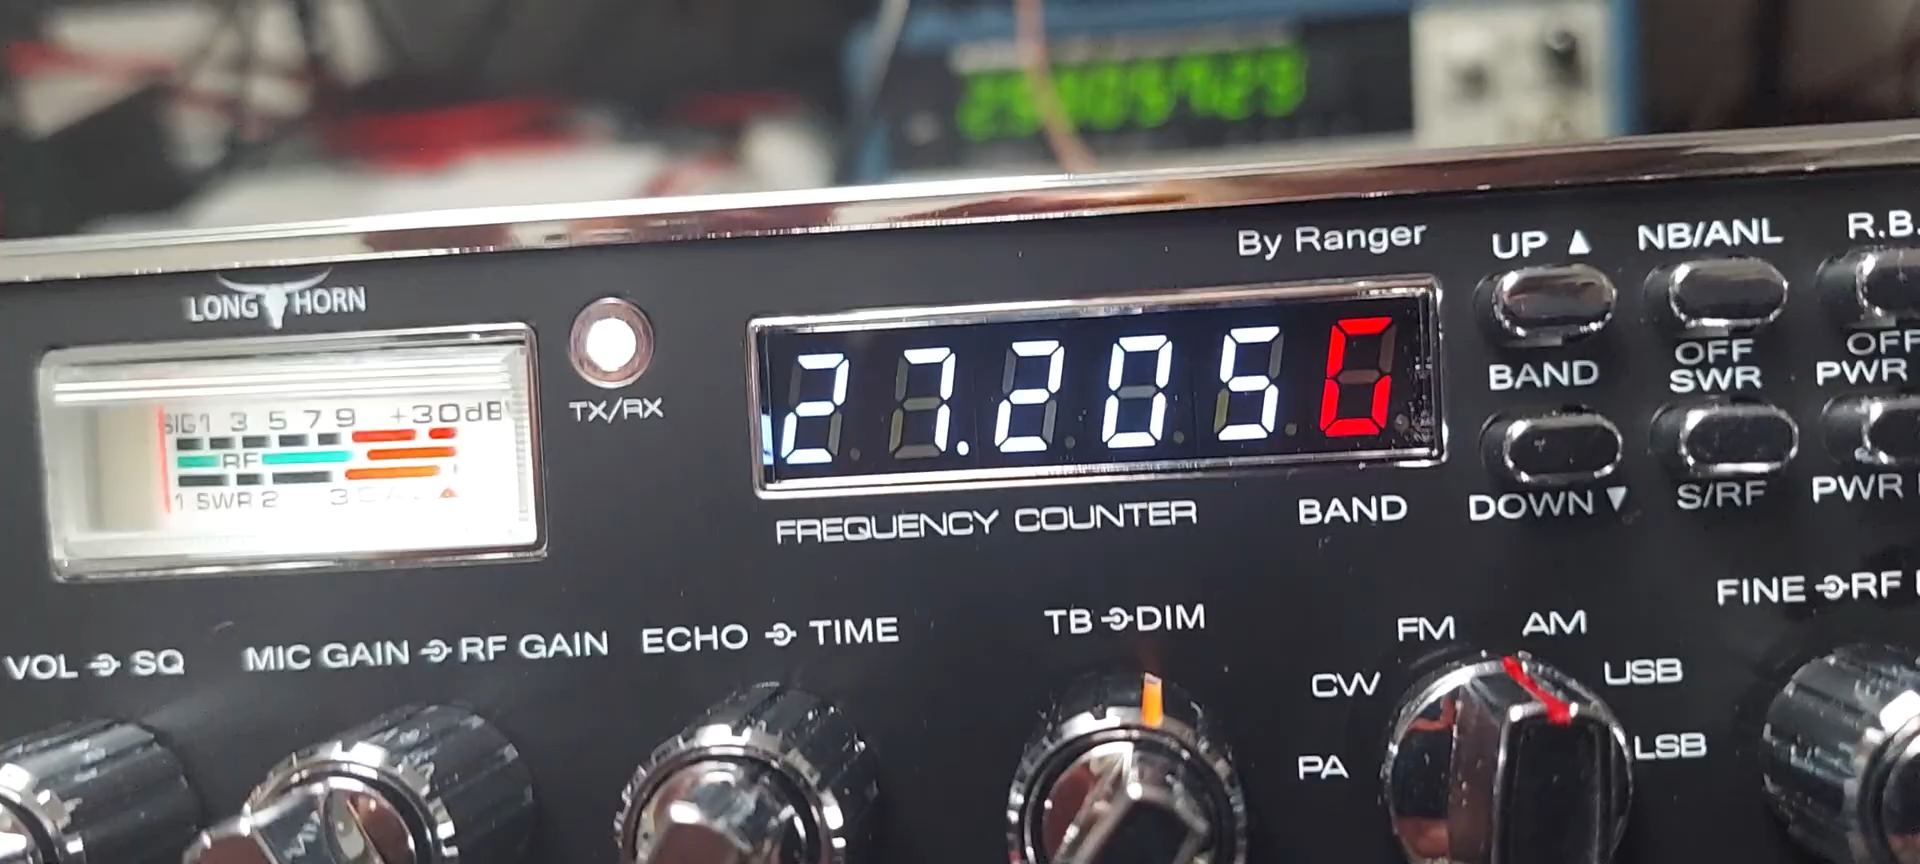 By Ranger
UP ▲
NB/ANL
R.B.
LONG HORN
TX/RX
27.205
G
SIG 1 3 5 7 9 +30dB
RF
1 SWR 2 3
FREQUENCY COUNTER
BAND
BAND
DOWN ▼
OFF
SWR
S/RF
OFF
PWR
PWR
VOL SQ
MIC GAIN RF GAIN
ECHO TIME
TB DIM
FINE RF
PA
CW
FM
AM
USB
LSB